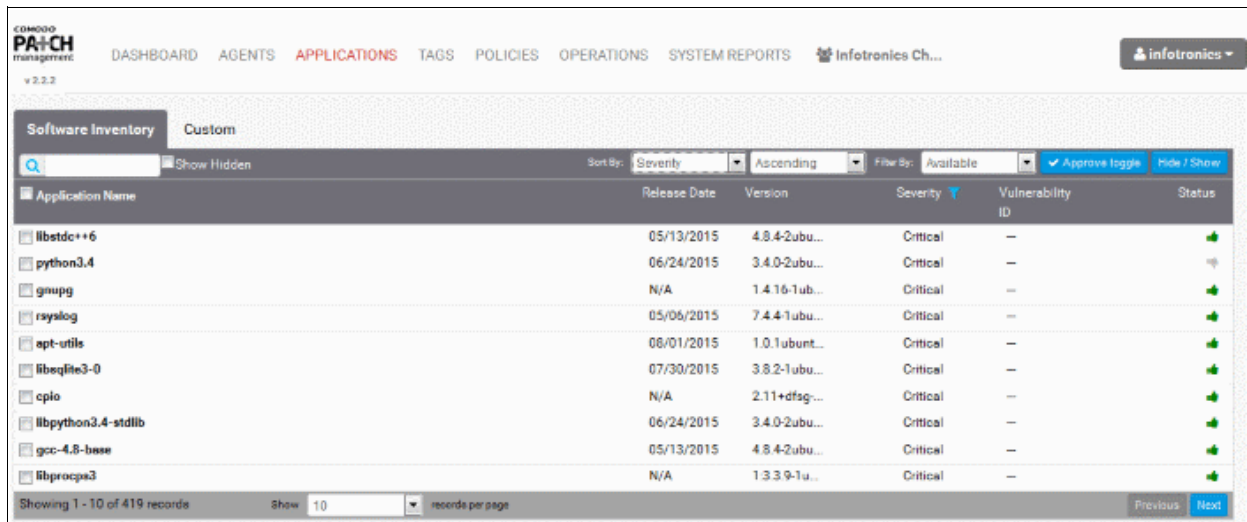 COMODO
PATCH
management
v 2.2.2
DASHBOARD AGENTS APPLICATIONS TAGS POLICIES OPERATIONS SYSTEM REPORTS Infotronics Ch... infotronics
Software Inventory Custom
Show Hidden Sort By: Severity Ascending Filter By: Available Approve toggle Hide / Show
Application Name Release Date Version Severity Vulnerability ID Status
libstdc++6 05/13/2015 4.8.4-2ubu... Critical —
python3.4 06/24/2015 3.4.0-2ubu... Critical —
gnupg N/A 1.4.16-1ub... Critical —
rsyslog 05/06/2015 7.4.4-1ubu... Critical —
apt-utils 08/01/2015 1.0.1ubunt... Critical —
libsqlite3-0 07/30/2015 3.8.2-1ubu... Critical —
cpio N/A 2.11+dfsg-... Critical —
libpython3.4-stdlib 06/24/2015 3.4.0-2ubu... Critical —
gcc-4.8-base 05/13/2015 4.8.4-2ubu... Critical —
libprocps3 N/A 1:3.3.9-1u... Critical —
Showing 1 - 10 of 419 records Show 10 records per page Previous Next